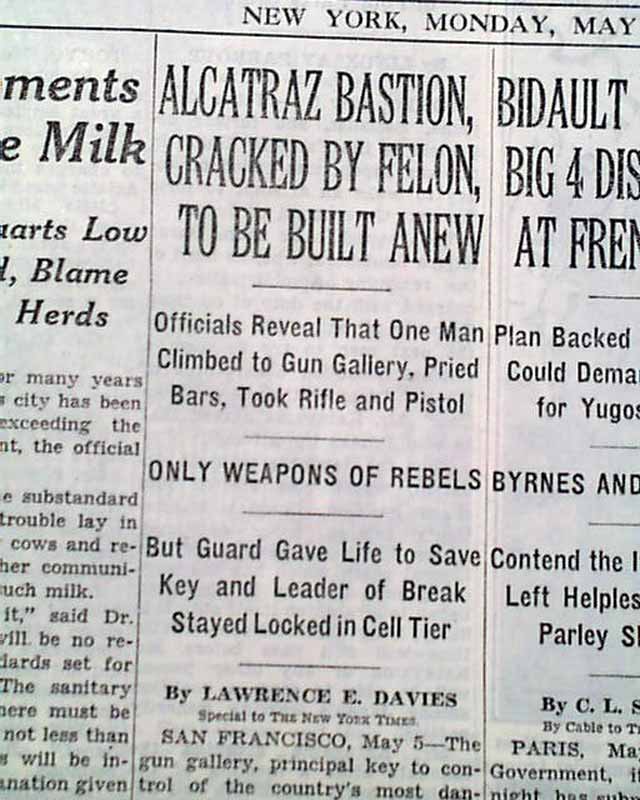 NEW YORK, MONDAY, MAY
ments
e Milk
uarts Low
d, Blame
Herds
or many years
s city has been
exceeding the
nt, the official
e substandard
trouble lay in
cows and re-
her communi-
uch milk.
it," said Dr.
will be no re-
dards set for
The sanitary
here must be
not less than
s will be in-
anation given
ALCATRAZ BASTION,
CRACKED BY FELON,
TO BE BUILT ANEW
Officials Reveal That One Man
Climbed to Gun Gallery, Pried
Bars, Took Rifle and Pistol
ONLY WEAPONS OF REBELS
But Guard Gave Life to Save
Key and Leader of Break
Stayed Locked in Cell Tier
By LAWRENCE E. DAVIES
Special to THE NEW YORK TIMES.
SAN FRANCISCO, May 5—The
gun gallery, principal key to con-
trol of the country's most dan-
BIDAULT
BIG 4 DIS
AT FREN
Plan Backed
Could Dema
for Yugos
BYRNES AND
Contend the I
Left Helples
Parley S
By C. L. S
By Cable to T
PARIS, Ma
Government, i
night has sub